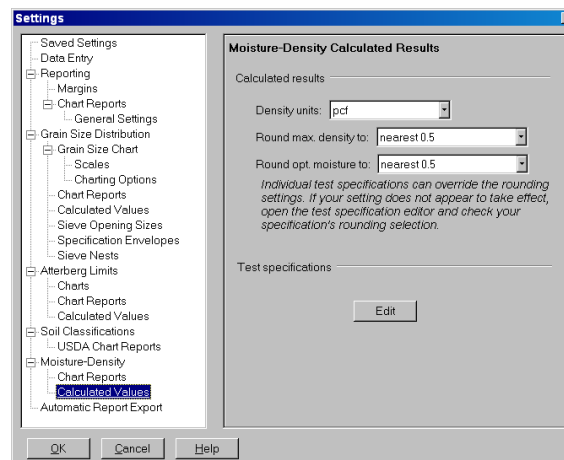 Settings
Saved Settings
Data Entry
Reporting
Margins
Chart Reports
General Settings
Grain Size Distribution
Grain Size Chart
Scales
Charting Options
Chart Reports
Calculated Values
Sieve Opening Sizes
Specification Envelopes
Sieve Nests
Atterberg Limits
Charts
Chart Reports
Calculated Values
Soil Classifications
USDA Chart Reports
Moisture-Density
Chart Reports
Calculated Values
Automatic Report Export
Moisture-Density Calculated Results
Calculated results
Density units: pcf
Round max. density to: nearest 0.5
Round opt. moisture to: nearest 0.5
Individual test specifications can override the rounding
settings. If your setting does not appear to take effect,
open the test specification editor and check your
specification's rounding selection.
Test specifications
Edit
OK Cancel Help